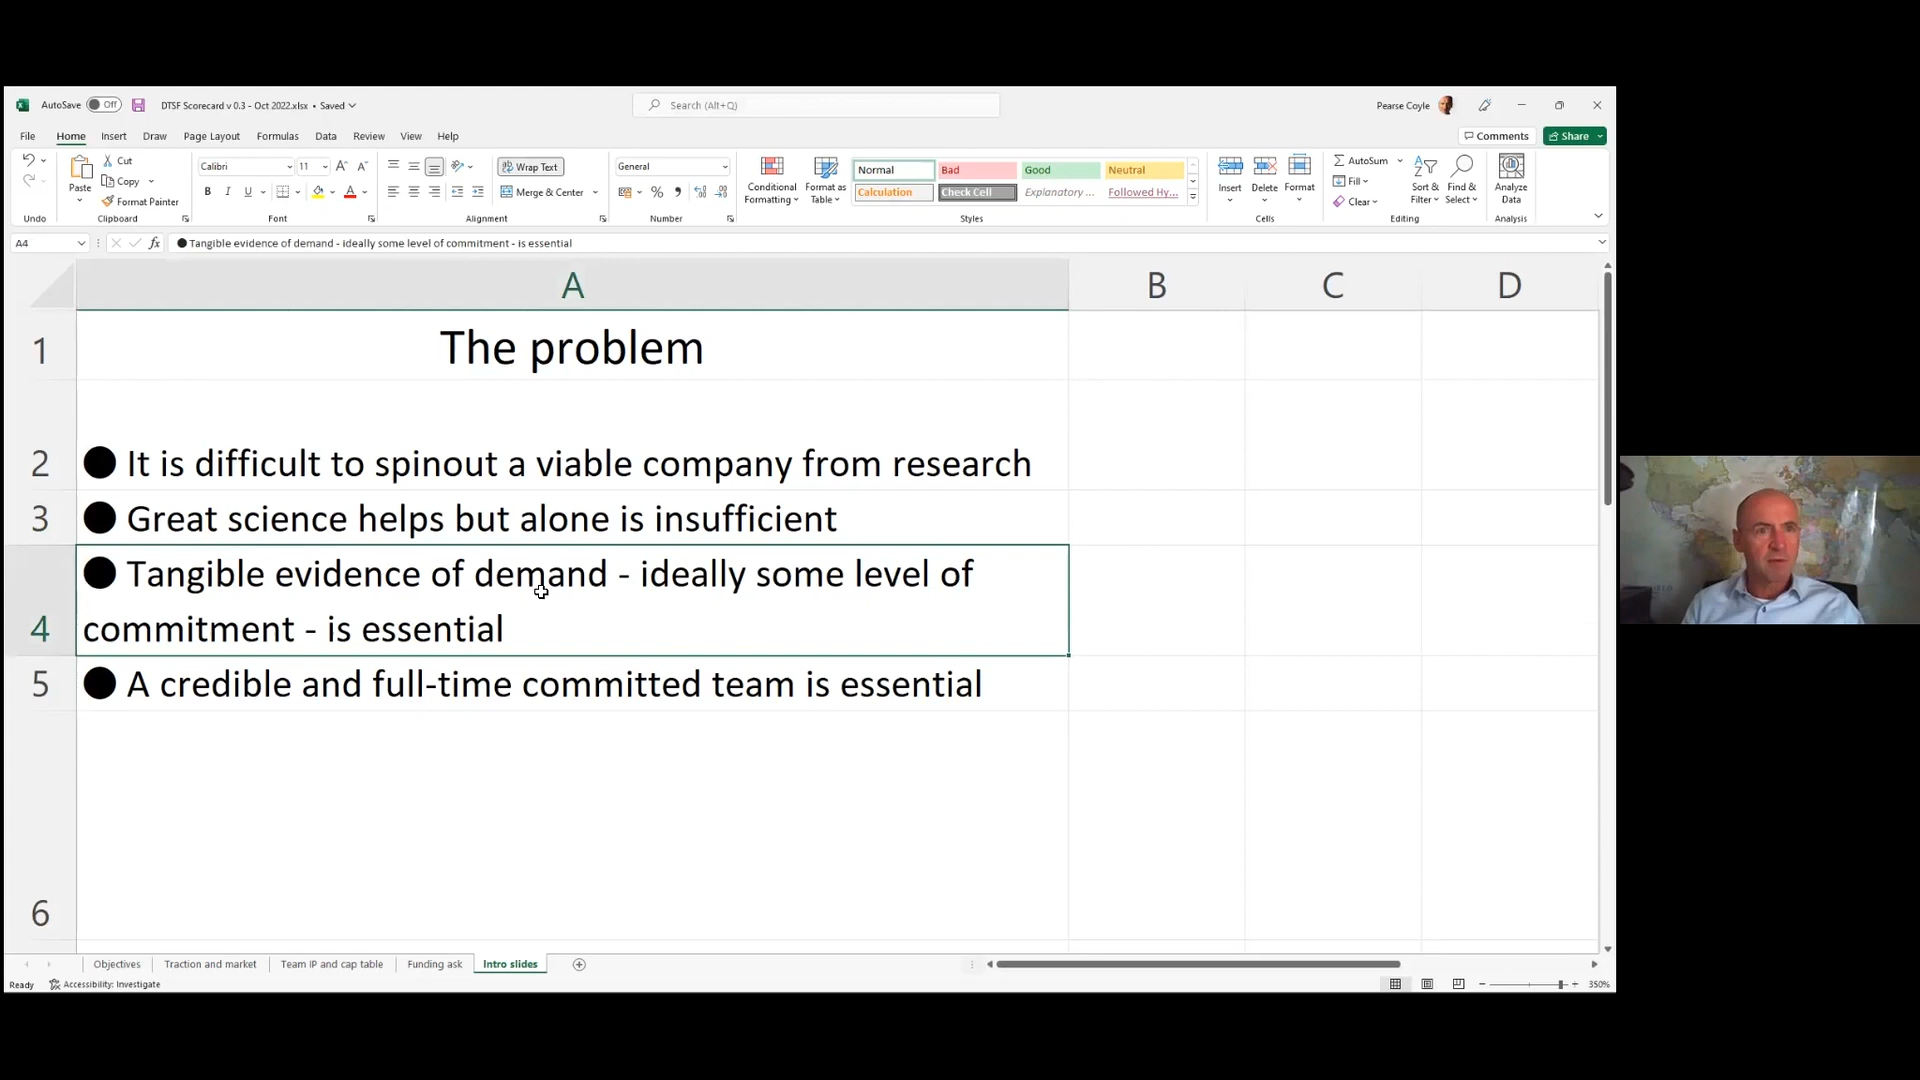 AutoSave Off DTSF Scorecard v 0.3 - Oct 2022.xlsx • Saved Search (Alt+Q) Pearse Coyle
File Home Insert Draw Page Layout Formulas Data Review View Help Comments Share
Cut Calibri 11 Wrap Text General Normal Bad Good Neutral AutoSum
Paste Copy B I U Merge & Center % Conditional Formatting Format as Table Calculation Check Cell Explanatory ... Followed Hy... Insert Delete Format Fill Sort & Filter Find & Select Analyze Data
Format Painter Clear
Undo Clipboard Font Alignment Number Styles Cells Editing Analysis
A4 fx ● Tangible evidence of demand - ideally some level of commitment - is essential
A B C D
1 The problem
2 ● It is difficult to spinout a viable company from research
3 ● Great science helps but alone is insufficient
● Tangible evidence of demand - ideally some level of
4 commitment - is essential
5 ● A credible and full-time committed team is essential
6
Objectives Traction and market Team IP and cap table Funding ask Intro slides
Ready Accessibility: Investigate 350%